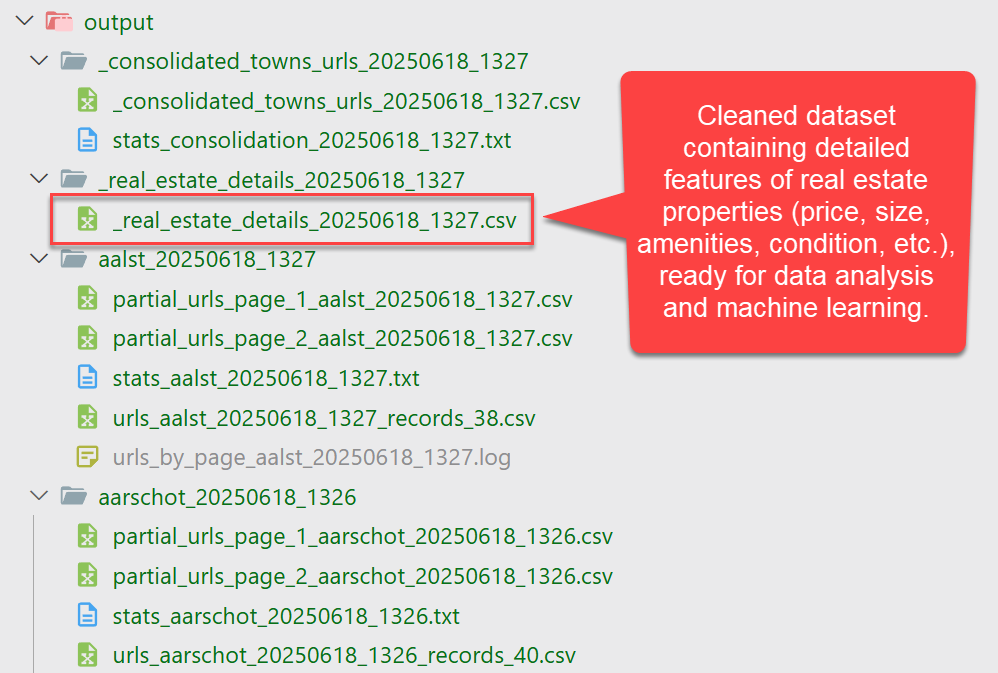 output
_consolidated_towns_urls_20250618_1327
_consolidated_towns_urls_20250618_1327.csv
stats_consolidation_20250618_1327.txt
_real_estate_details_20250618_1327
_real_estate_details_20250618_1327.csv
aalst_20250618_1327
partial_urls_page_1_aalst_20250618_1327.csv
partial_urls_page_2_aalst_20250618_1327.csv
stats_aalst_20250618_1327.txt
urls_aalst_20250618_1327_records_38.csv
urls_by_page_aalst_20250618_1327.log
aarschot_20250618_1326
partial_urls_page_1_aarschot_20250618_1326.csv
partial_urls_page_2_aarschot_20250618_1326.csv
stats_aarschot_20250618_1326.txt
urls_aarschot_20250618_1326_records_40.csv
Cleaned dataset
containing detailed
features of real estate
properties (price, size,
amenities, condition, etc.),
ready for data analysis
and machine learning.